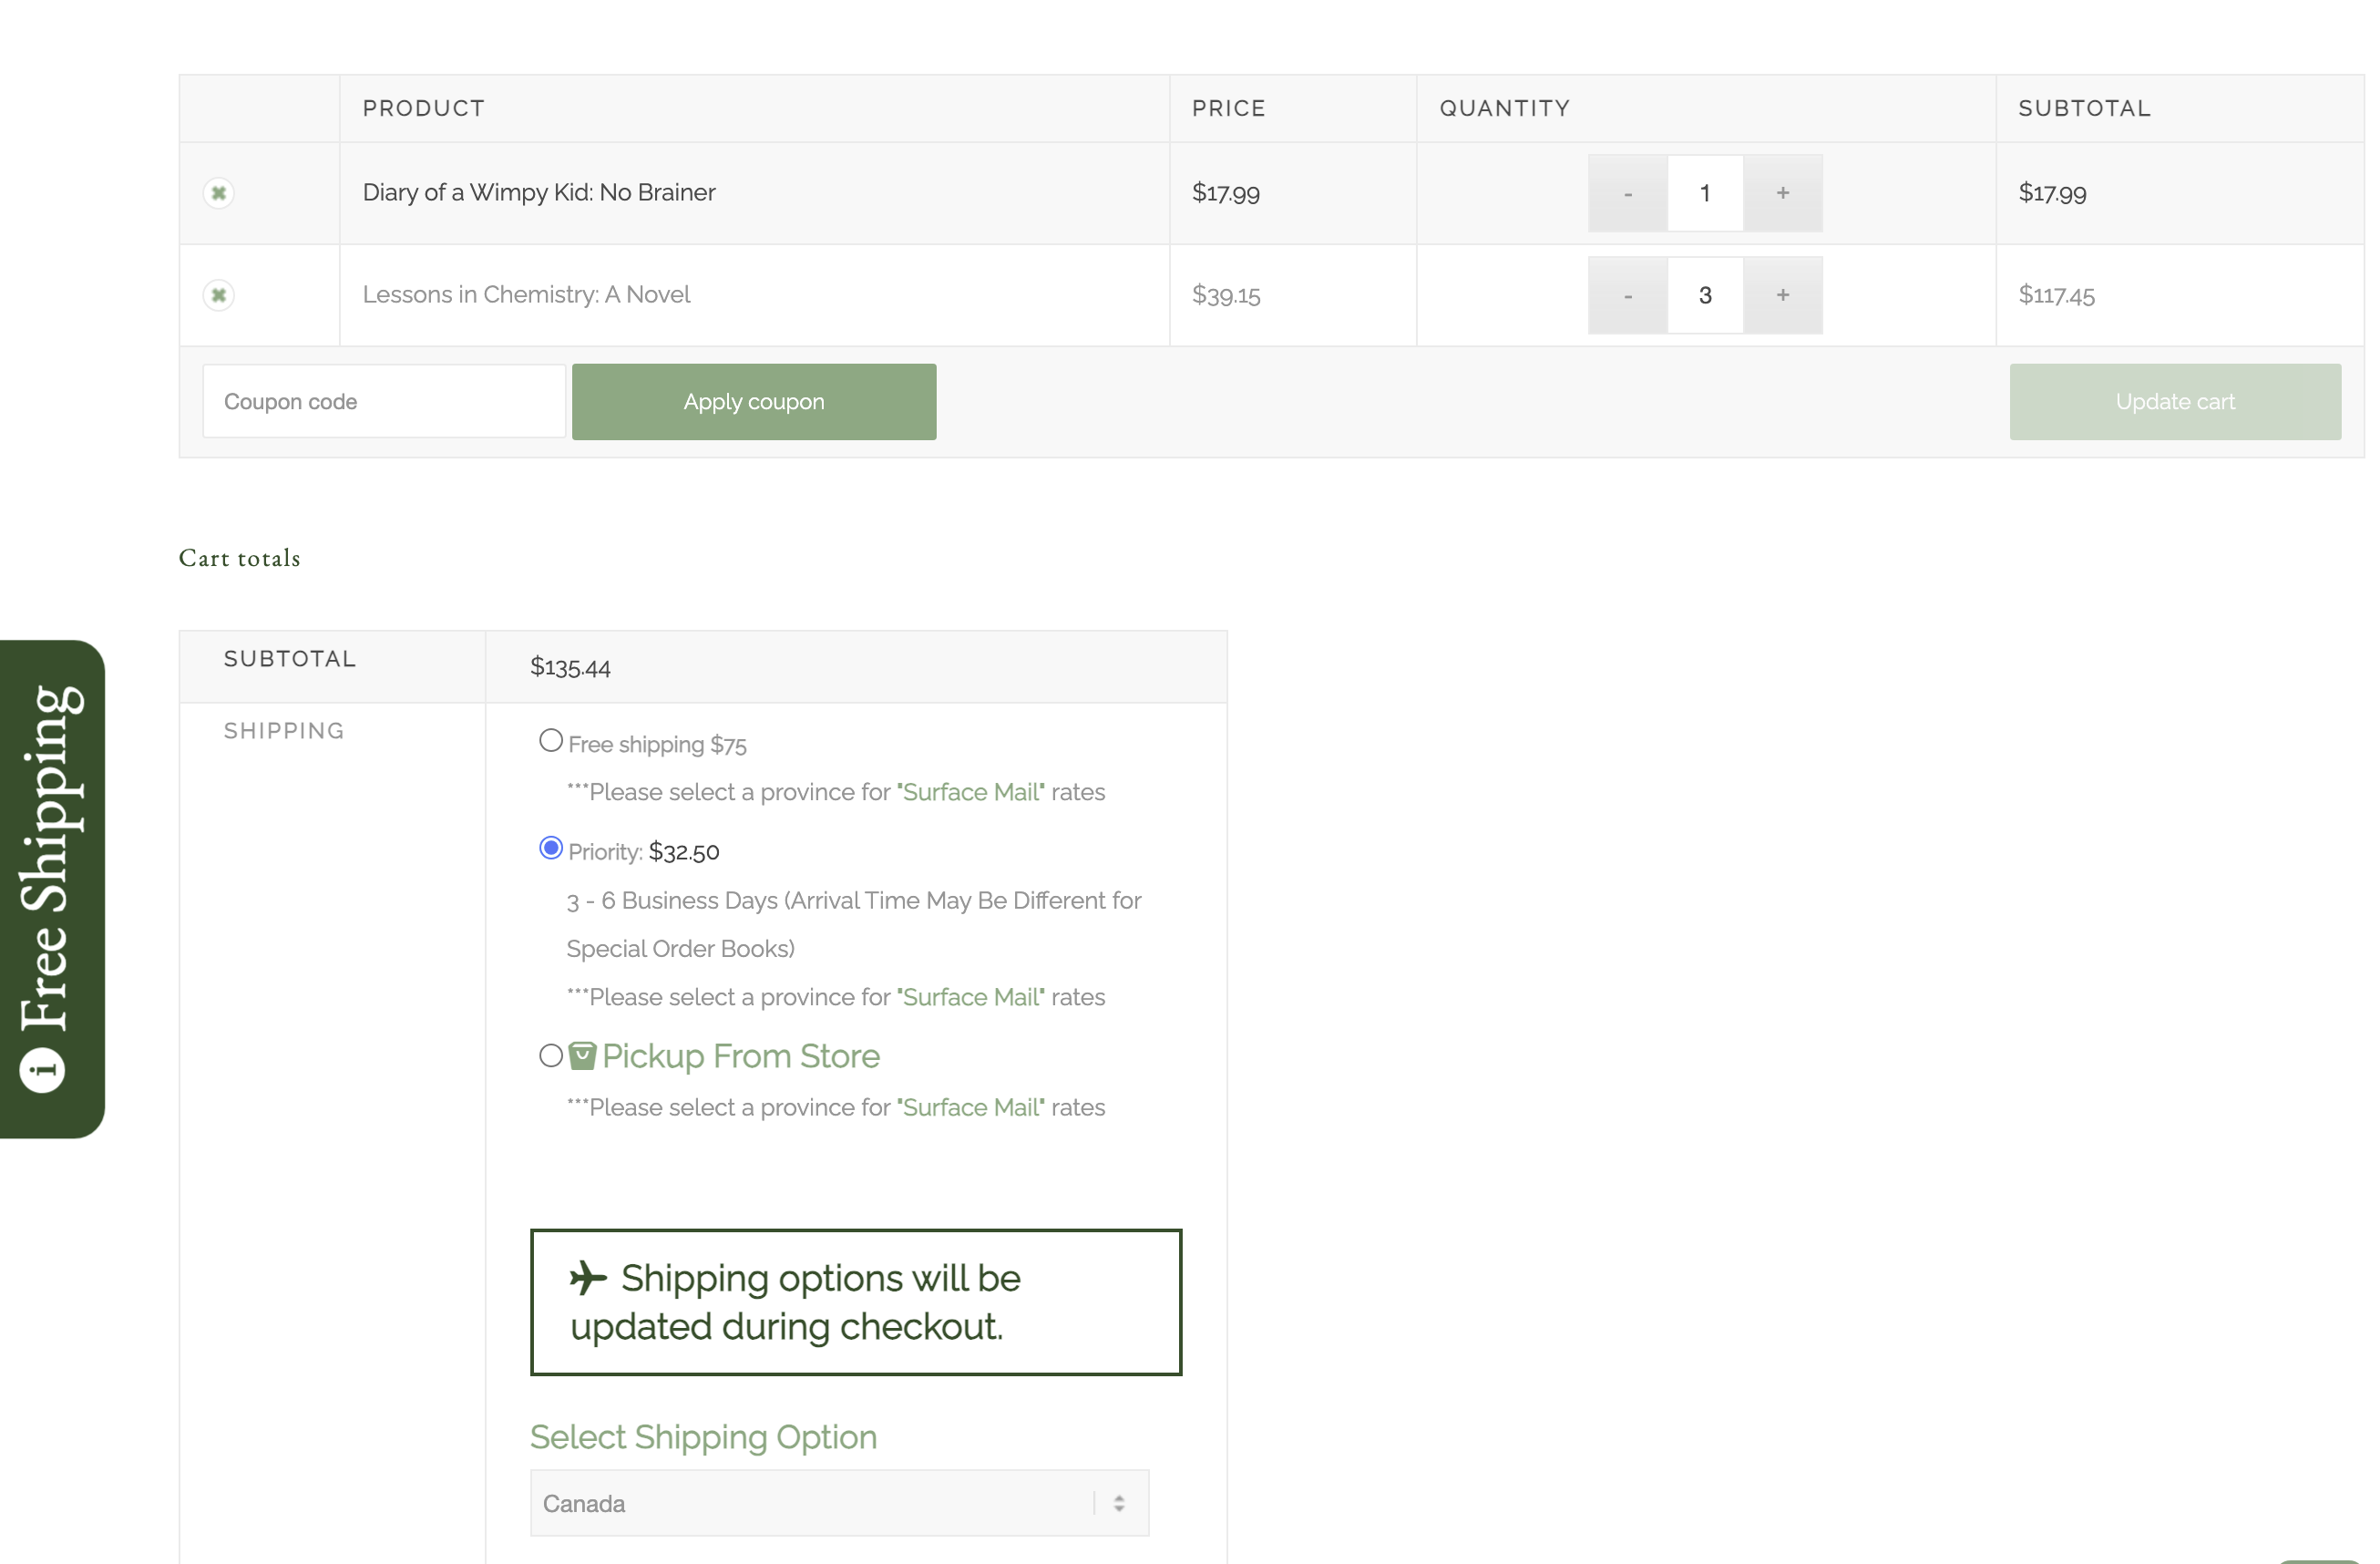 PRODUCT PRICE QUANTITY SUBTOTAL
Diary of a Wimpy Kid: No Brainer $17.99 - 1 + $17.99
Lessons in Chemistry: A Novel $39.15 - 3 + $117.45
Coupon code Apply coupon Update cart
Cart totals
SUBTOTAL $135.44
SHIPPING
Free shipping $75
***Please select a province for "Surface Mail" rates
Priority: $32.50
3 - 6 Business Days (Arrival Time May Be Different for
Special Order Books)
***Please select a province for "Surface Mail" rates
Pickup From Store
***Please select a province for "Surface Mail" rates
Shipping options will be
updated during checkout.
Select Shipping Option
Canada
i Free Shipping